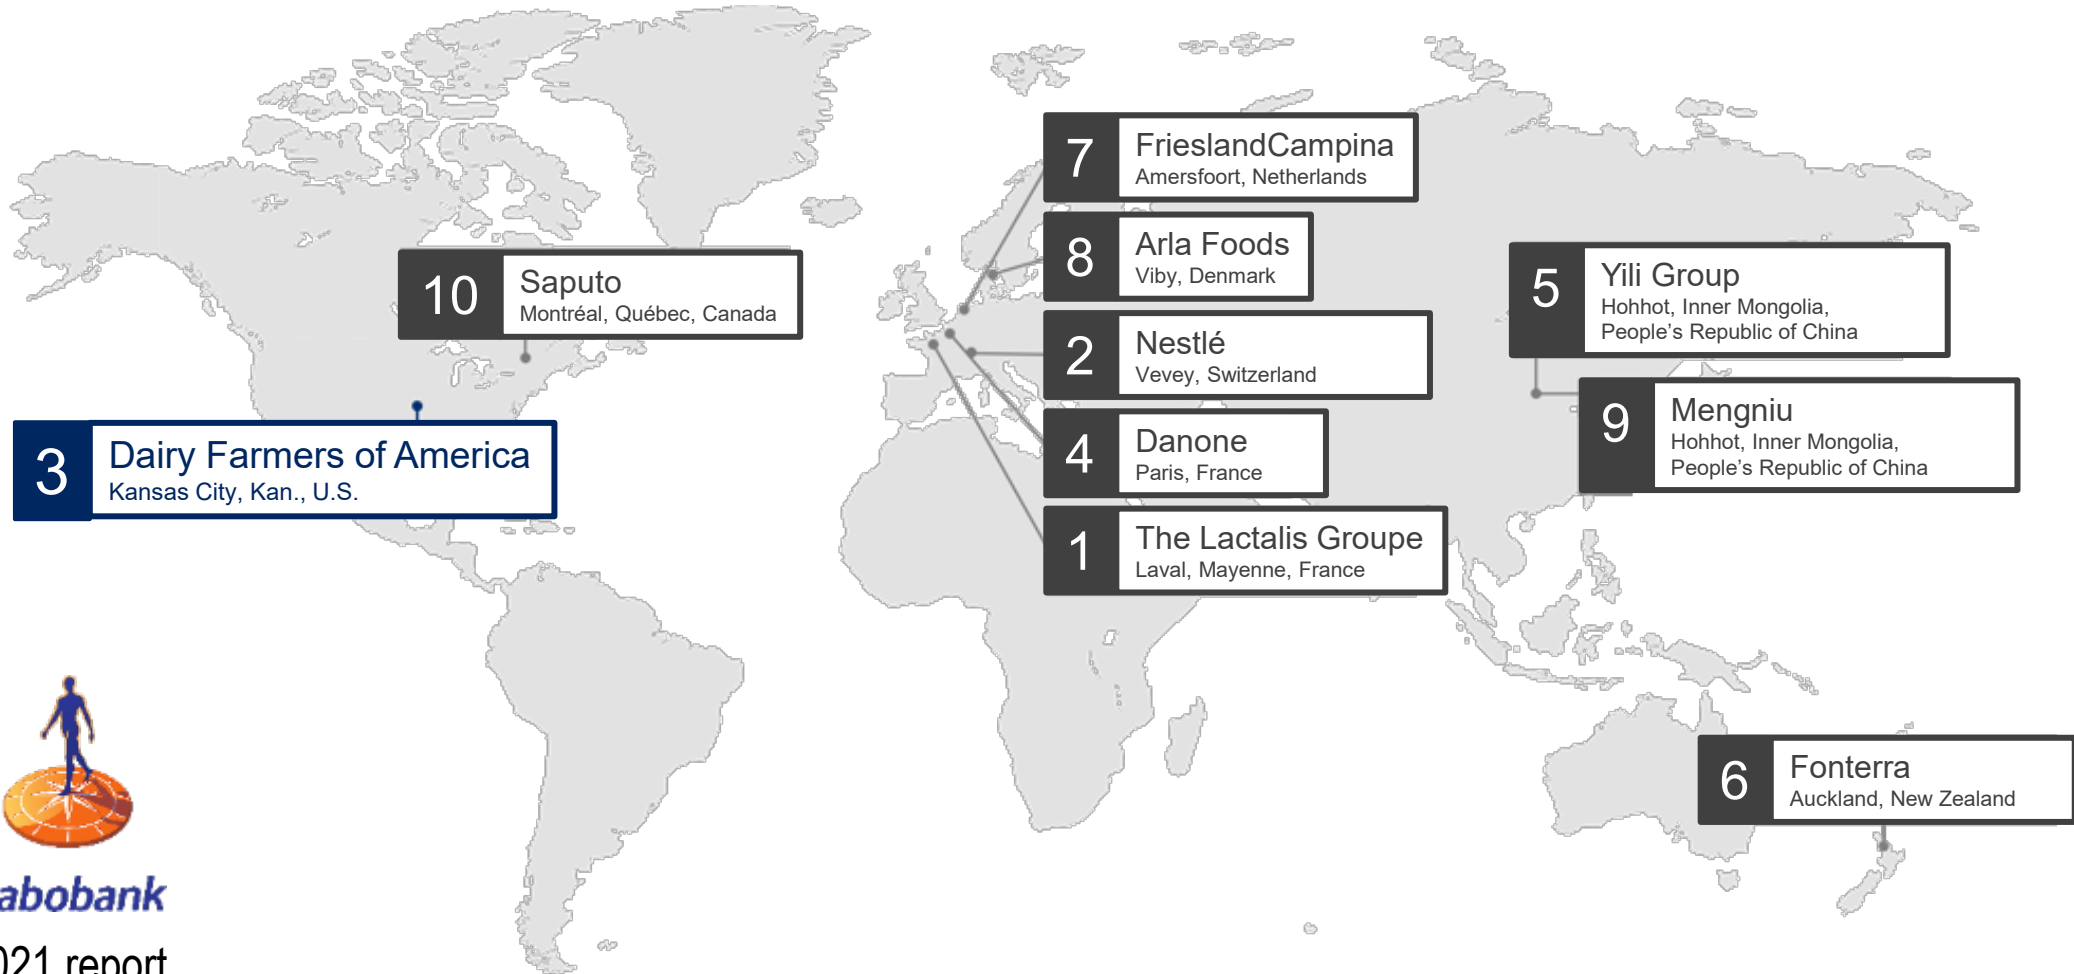 7
FrieslandCampina
Amersfoort, Netherlands
8
Arla Foods
Viby, Denmark
10
Saputo
Montréal, Québec, Canada
5
Yili Group
Hohhot, Inner Mongolia,
People's Republic of China
2
Nestlé
Vevey, Switzerland
9
Mengniu
Hohhot, Inner Mongolia,
People's Republic of China
3
Dairy Farmers of America
Kansas City, Kan., U.S.
4
Danone
Paris, France
1
The Lactalis Groupe
Laval, Mayenne, France
6
Fonterra
Auckland, New Zealand
abobank
021 report